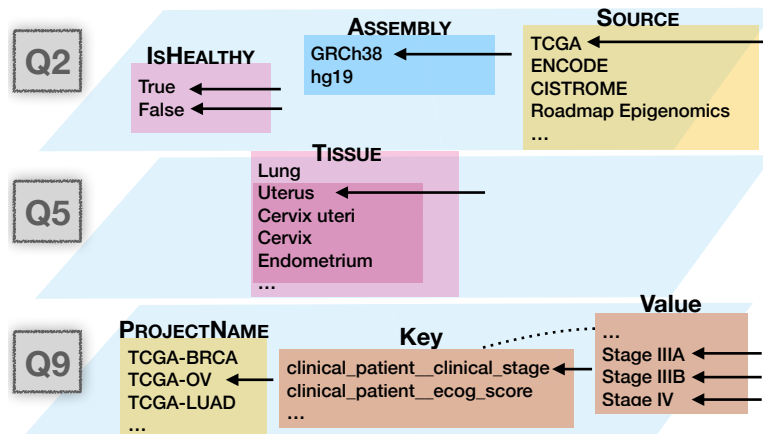 Q2
ISHEALTHY
True
False
ASSEMBLY
GRCh38
hg19
SOURCE
TCGA
ENCODE
CISTROME
Roadmap Epigenomics
...
Q5
TISSUE
Lung
Uterus
Cervix uteri
Cervix
Endometrium
...
Q9
PROJECTNAME
TCGA-BRCA
TCGA-OV
TCGA-LUAD
...
Key
clinical_patient__clinical_stage
clinical_patient__ecog_score
...
Value
...
Stage IIIA
Stage IIIB
Stage IV